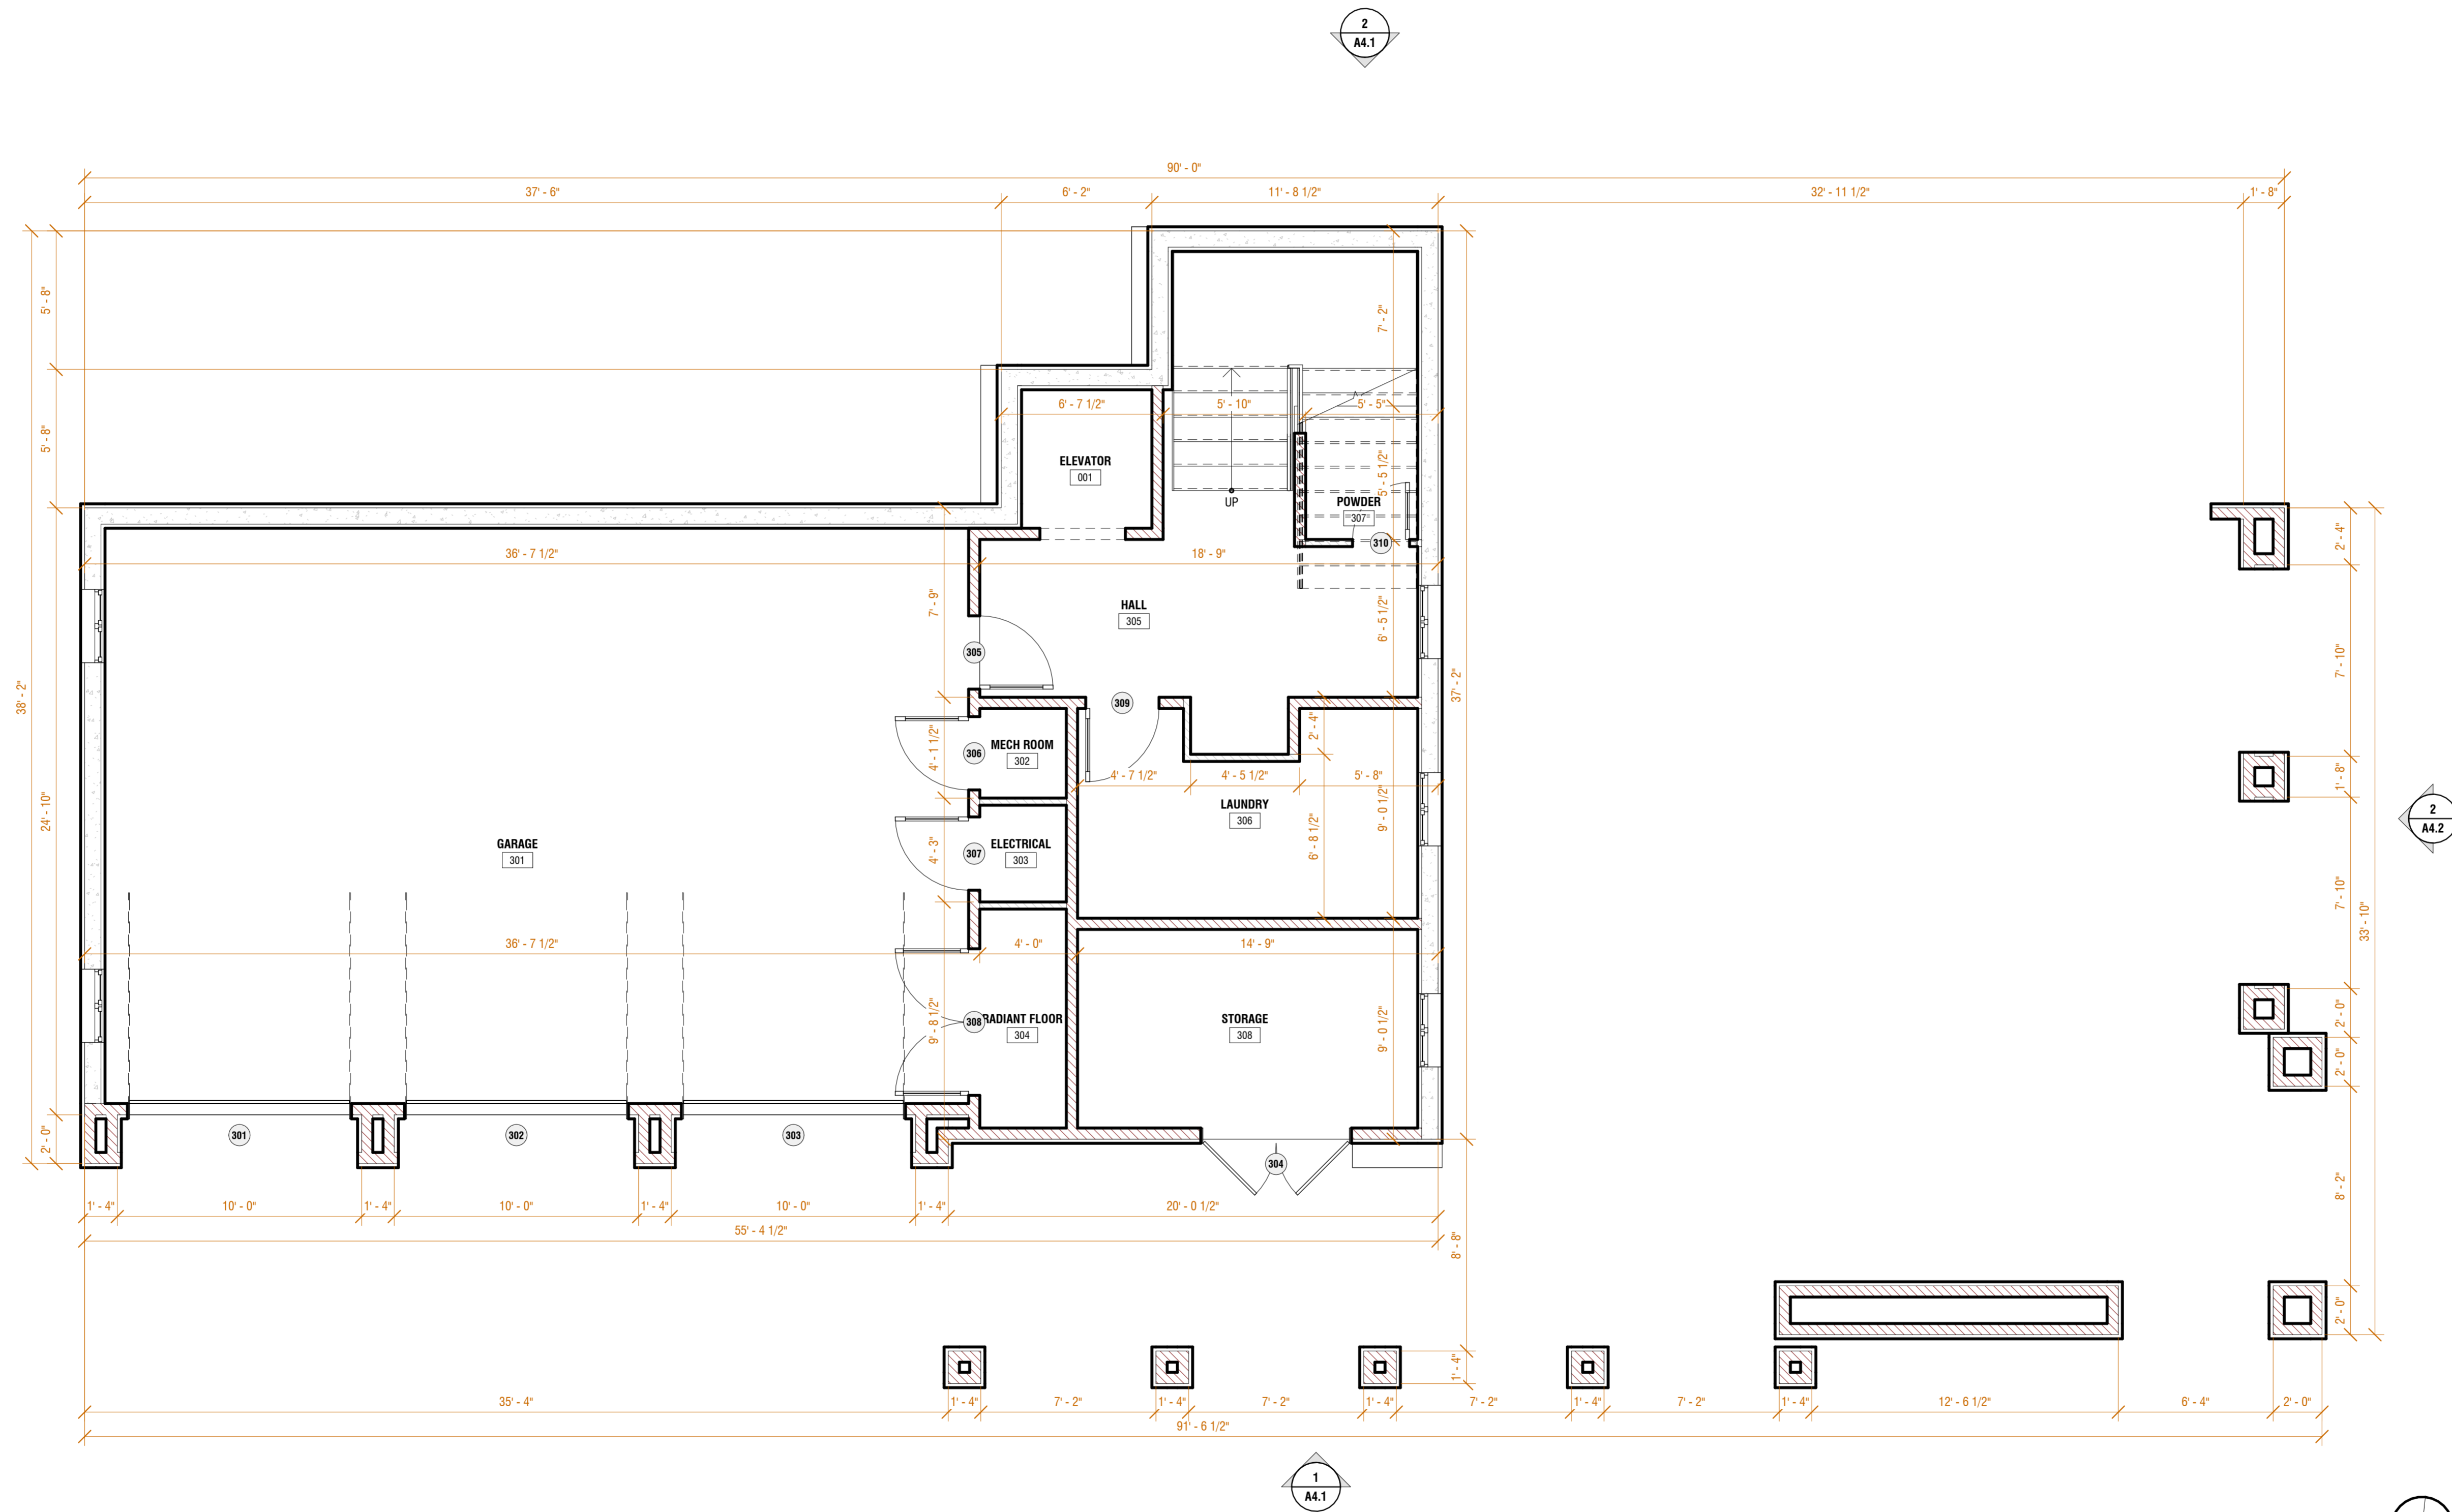 2
A4.1
90' - 0"
37' - 6"
6' - 2"
11' - 8 1/2"
32' - 11 1/2"
1' - 8"
5' - 8"
7' - 2"
6' - 7 1/2"
5' - 10"
5' - 5"
5' - 8"
ELEVATOR
001
5' - 5 1/2"
UP
POWDER
307
310
2' - 4"
36' - 7 1/2"
18' - 9"
7' - 9"
HALL
305
6' - 5 1/2"
305
7' - 10"
38' - 2"
37' - 2"
309
2' - 4"
4' - 1 1/2"
306
MECH ROOM
302
4' - 7 1/2"
4' - 5 1/2"
5' - 8"
1' - 8"
LAUNDRY
306
9' - 0 1/2"
6' - 8 1/2"
2
A4.2
24' - 10"
GARAGE
301
4' - 3"
307
ELECTRICAL
303
7' - 10"
33' - 10"
36' - 7 1/2"
4' - 0"
14' - 9"
9' - 8 1/2"
308
RADIANT FLOOR
304
STORAGE
308
9' - 0 1/2"
2' - 0"
2' - 0"
2' - 0"
301
302
303
304
8' - 2"
1' - 4"
10' - 0"
1' - 4"
10' - 0"
1' - 4"
10' - 0"
1' - 4"
20' - 0 1/2"
55' - 4 1/2"
8' - 8"
2' - 0"
1' - 4"
35' - 4"
1' - 4"
7' - 2"
1' - 4"
7' - 2"
1' - 4"
7' - 2"
1' - 4"
7' - 2"
1' - 4"
12' - 6 1/2"
6' - 4"
2' - 0"
91' - 6 1/2"
1
A4.1